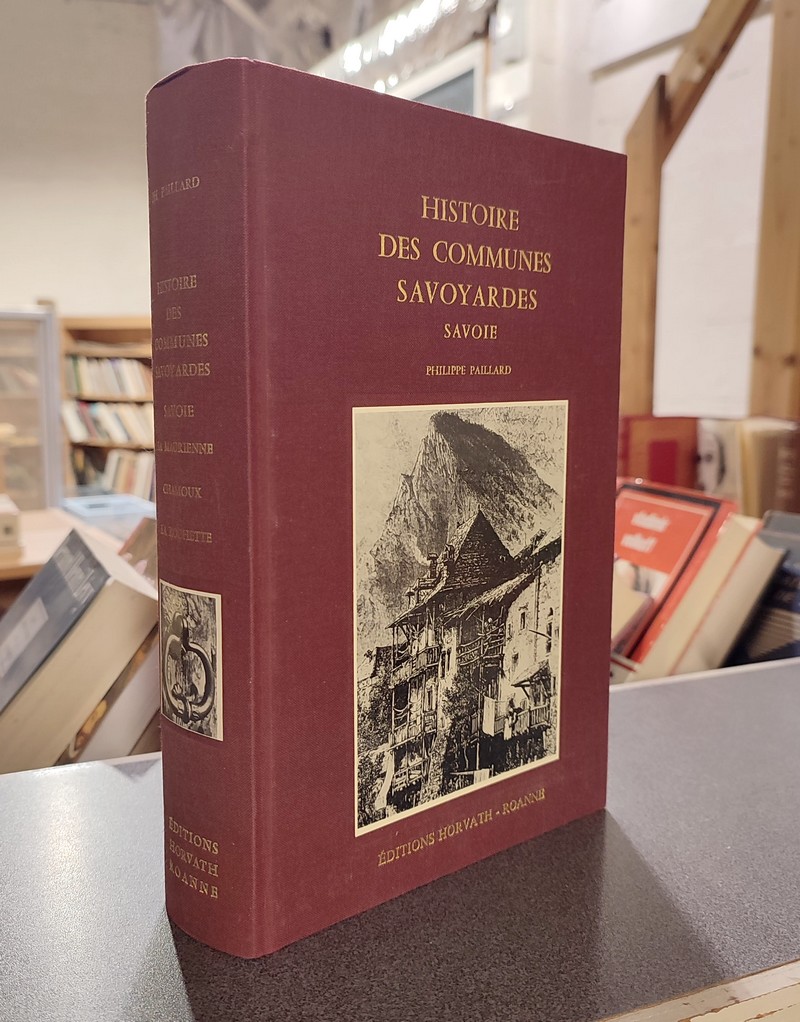 PH PAILLARD
HISTOIRE
DES
COMMUNES
SAVOYARDES
SAVOIE
LA MAURIENNE
CHAMOUX
LA ROCHETTE
ÉDITIONS
HORVATH
ROANNE
HISTOIRE
DES COMMUNES
SAVOYARDES
SAVOIE
PHILIPPE PAILLARD
ÉDITIONS HORVATH - ROANNE